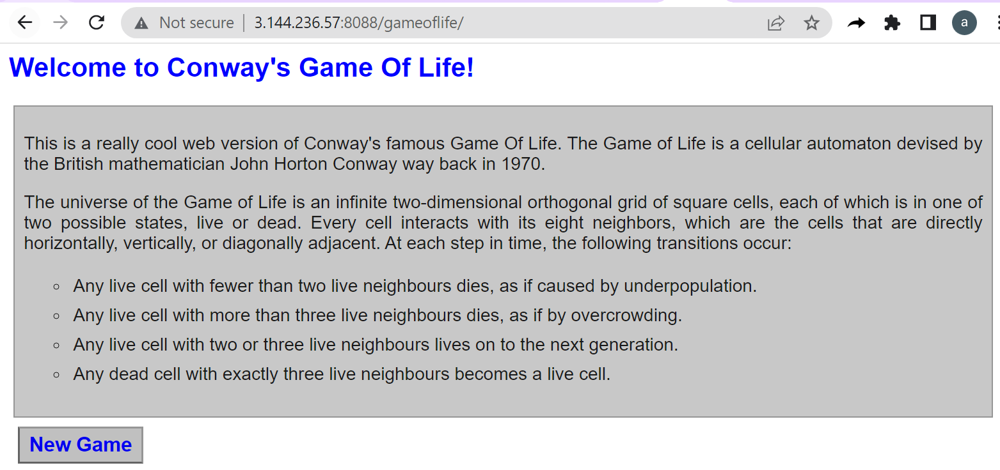 Not secure 3.144.236.57:8088/gameoflife/
a
Welcome to Conway's Game Of Life!
This is a really cool web version of Conway's famous Game Of Life. The Game of Life is a cellular automaton devised by
the British mathematician John Horton Conway way back in 1970.
The universe of the Game of Life is an infinite two-dimensional orthogonal grid of square cells, each of which is in one of
two possible states, live or dead. Every cell interacts with its eight neighbors, which are the cells that are directly
horizontally, vertically, or diagonally adjacent. At each step in time, the following transitions occur:
Any live cell with fewer than two live neighbours dies, as if caused by underpopulation.
Any live cell with more than three live neighbours dies, as if by overcrowding.
Any live cell with two or three live neighbours lives on to the next generation.
Any dead cell with exactly three live neighbours becomes a live cell.
New Game